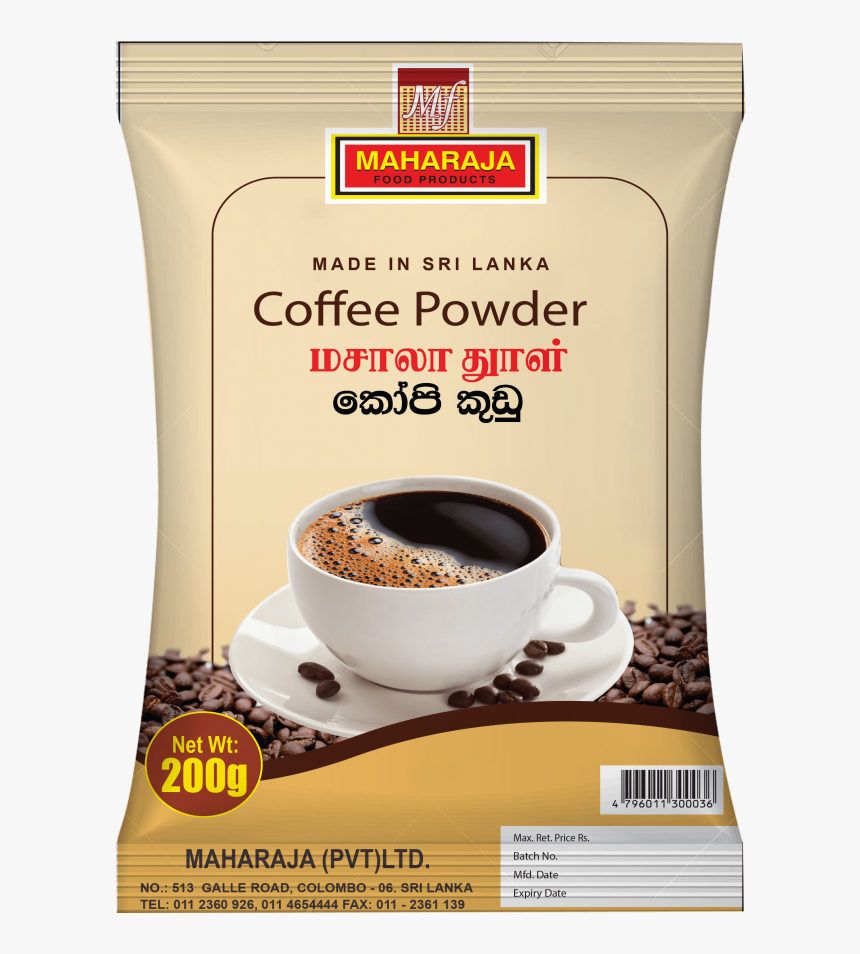 Mf
MAHARAJA
FOOD PRODUCTS
MADE IN SRI LANKA
Coffee Powder
மசாலா தூள்
කෝපි කුඩු
Net Wt:
200g
4 796011 300036
Max. Ret. Price Rs.
Batch No.
Mfd. Date
Expiry Date
MAHARAJA (PVT)LTD.
NO.: 513 GALLE ROAD, COLOMBO - 06. SRI LANKA
TEL: 011 2360 926, 011 4654444 FAX: 011 - 2361 139